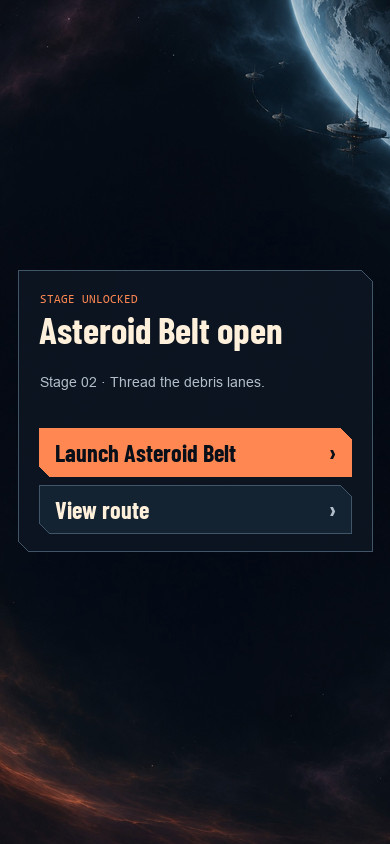 STAGE UNLOCKED
Asteroid Belt open
Stage 02 · Thread the debris lanes.
Launch Asteroid Belt ›
View route ›